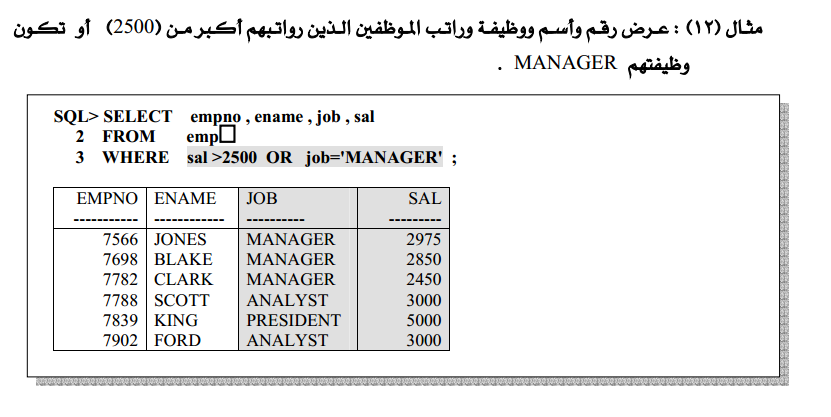 مثال (١٢) : عرض رقم وأسم ووظيفة وراتب الموظفين الذين رواتبهم أكبر من (2500) أو تكون
وظيفتهم MANAGER .
SQL> SELECT empno , ename , job , sal
2 FROM emp
3 WHERE sal >2500 OR job='MANAGER' ;
EMPNO ENAME JOB SAL
----------- ------------ ---------- ---------
7566 JONES MANAGER 2975
7698 BLAKE MANAGER 2850
7782 CLARK MANAGER 2450
7788 SCOTT ANALYST 3000
7839 KING PRESIDENT 5000
7902 FORD ANALYST 3000